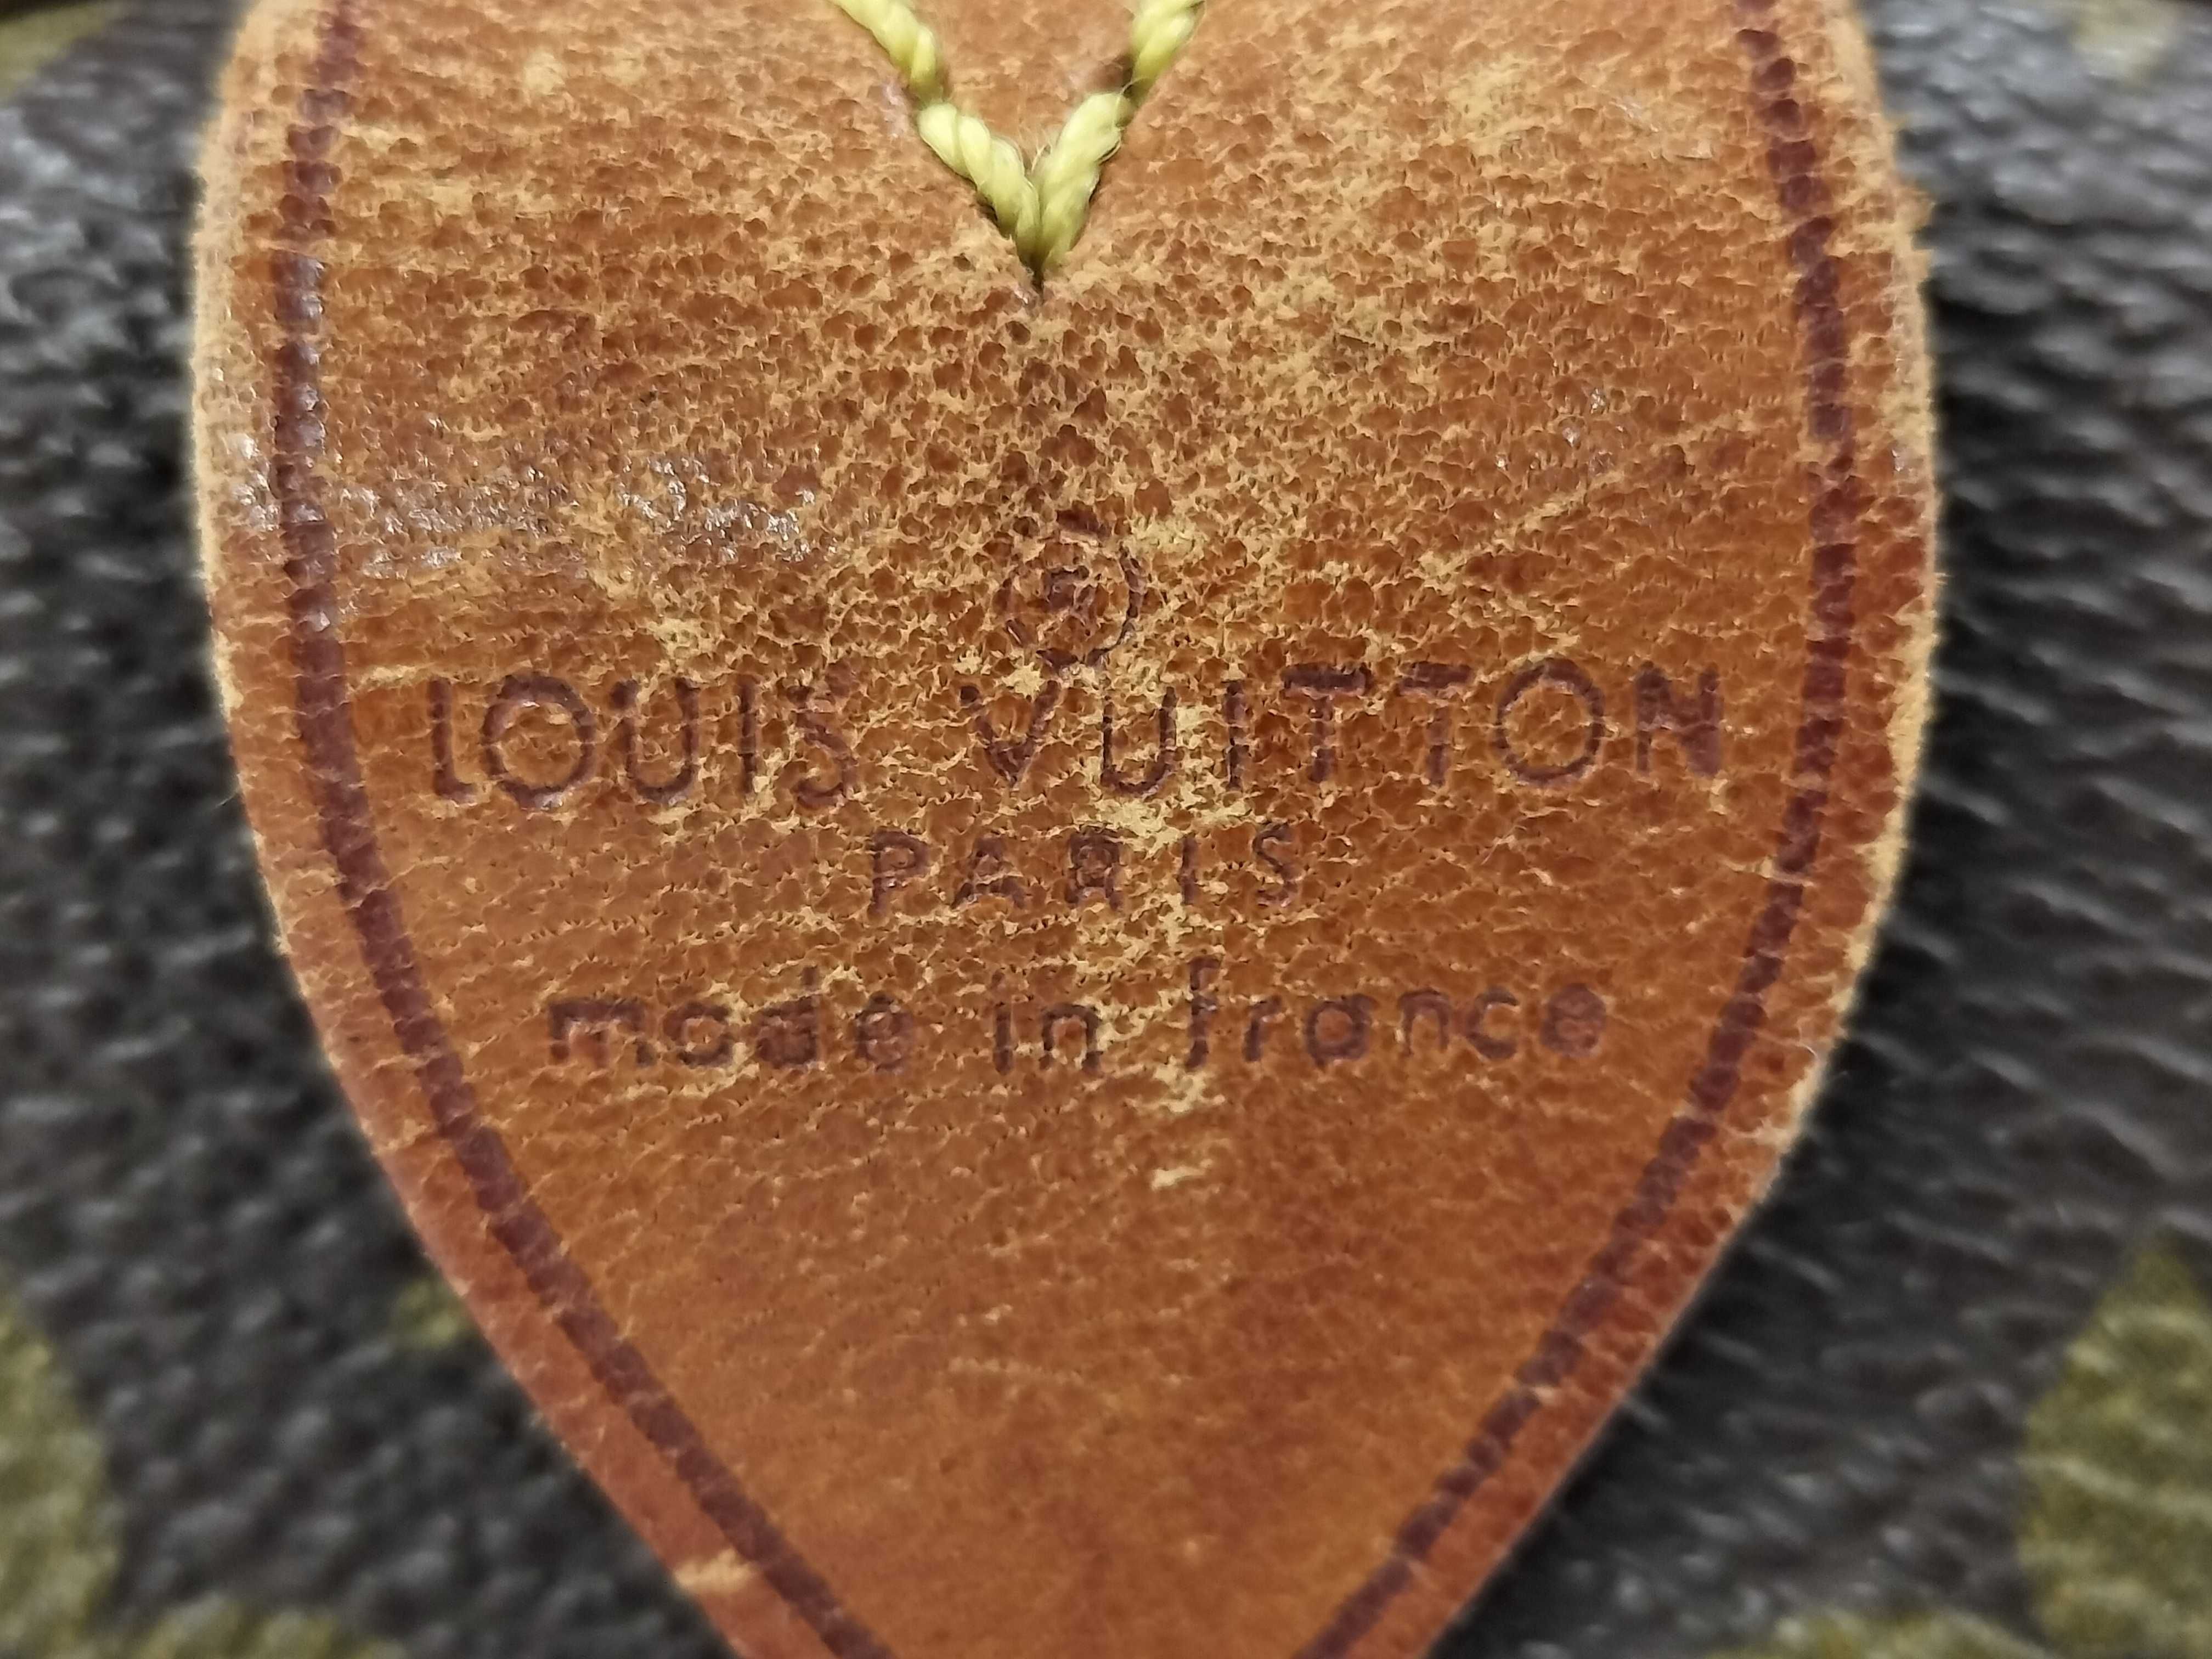 ®
LOUIS VUITTON
PARIS
made in france